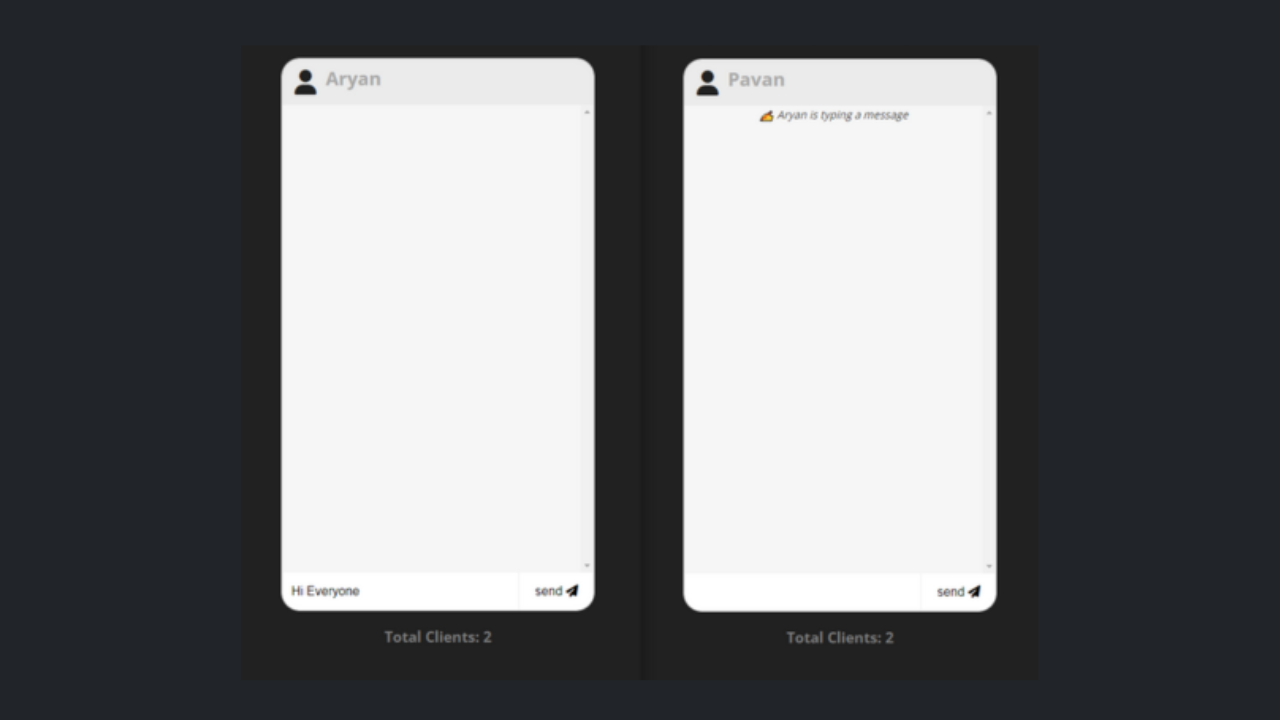 Aryan
Hi Everyone
send
Total Clients: 2
Pavan
✍ Aryan is typing a message
send
Total Clients: 2